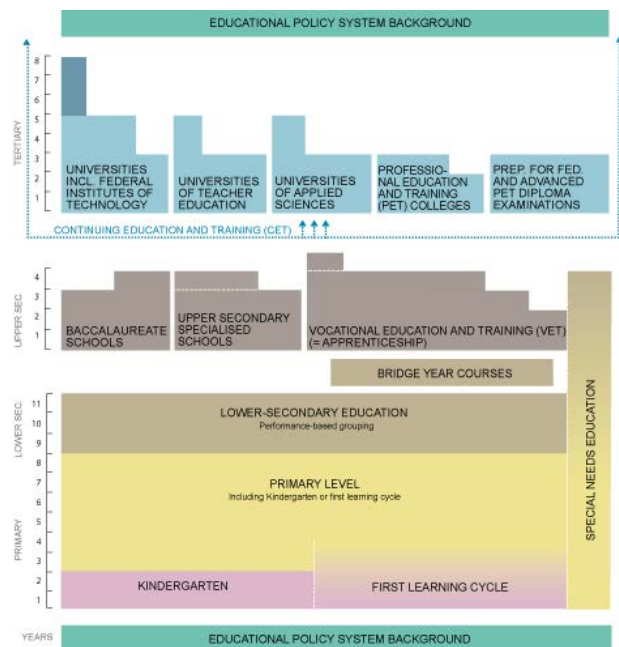 EDUCATIONAL POLICY SYSTEM BACKGROUND
TERTIARY
8
7
6
5
4
3
2
1
UNIVERSITIES
INCL. FEDERAL
INSTITUTES OF
TECHNOLOGY
UNIVERSITIES
OF TEACHER
EDUCATION
UNIVERSITIES
OF APPLIED
SCIENCES
PROFESSIO-
NAL EDUCATION
AND TRAINING
(PET) COLLEGES
PREP. FOR FED.
AND ADVANCED
PET DIPLOMA
EXAMINATIONS
CONTINUING EDUCATION AND TRAINING (CET)
UPPER SEC
4
3
2
1
BACCALAUREATE
SCHOOLS
UPPER SECONDARY
SPECIALISED
SCHOOLS
VOCATIONAL EDUCATION AND TRAINING (VET)
(= APPRENTICESHIP)
BRIDGE YEAR COURSES
SPECIAL NEEDS EDUCATION
LOWER SEC.
11
10
9
LOWER-SECONDARY EDUCATION
Performance-based grouping
PRIMARY
8
7
6
5
4
3
2
1
PRIMARY LEVEL
Including Kindergarten or first learning cycle
KINDERGARTEN
FIRST LEARNING CYCLE
YEARS
EDUCATIONAL POLICY SYSTEM BACKGROUND